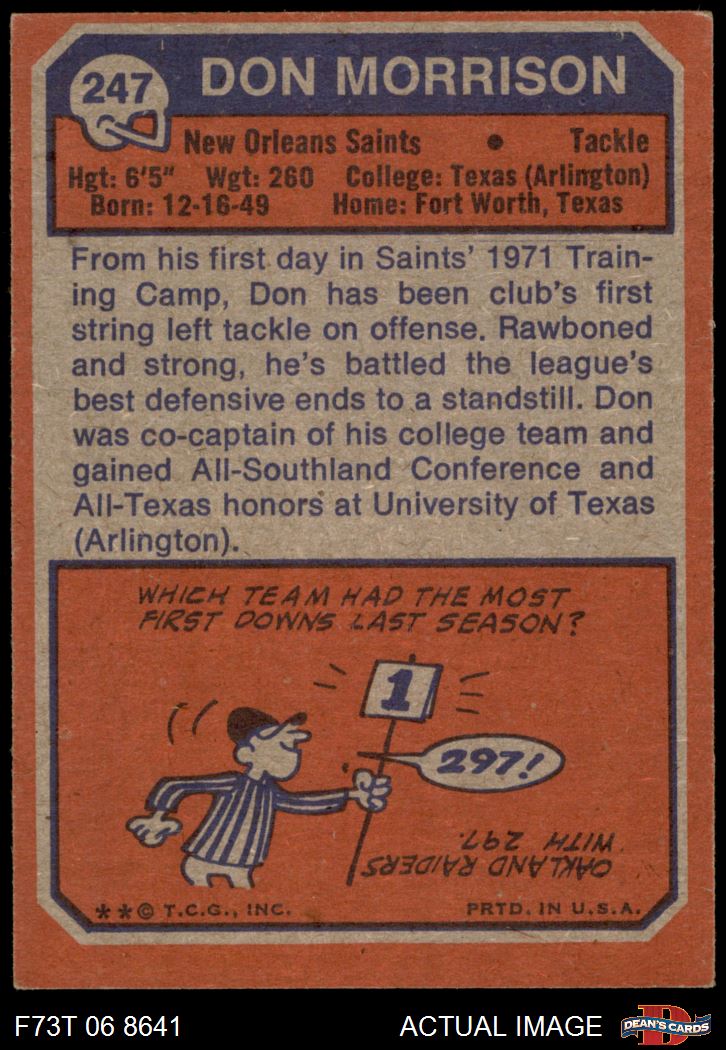 247
DON MORRISON
New Orleans Saints • Tackle
Hgt: 6'5" Wgt: 260 College: Texas (Arlington)
Born: 12-16-49 Home: Fort Worth, Texas
From his first day in Saints' 1971 Train-
ing Camp, Don has been club's first
string left tackle on offense. Rawboned
and strong, he's battled the league's
best defensive ends to a standstill. Don
was co-captain of his college team and
gained All-Southland Conference and
All-Texas honors at University of Texas
(Arlington).
WHICH TEAM HAD THE MOST
FIRST DOWNS LAST SEASON?
1
297!
OAKLAND RAIDERS
WITH 297.
**© T.C.G., INC. PRTD. IN U.S.A.
F73T 06 8641 ACTUAL IMAGE
D
DEAN'S CARDS